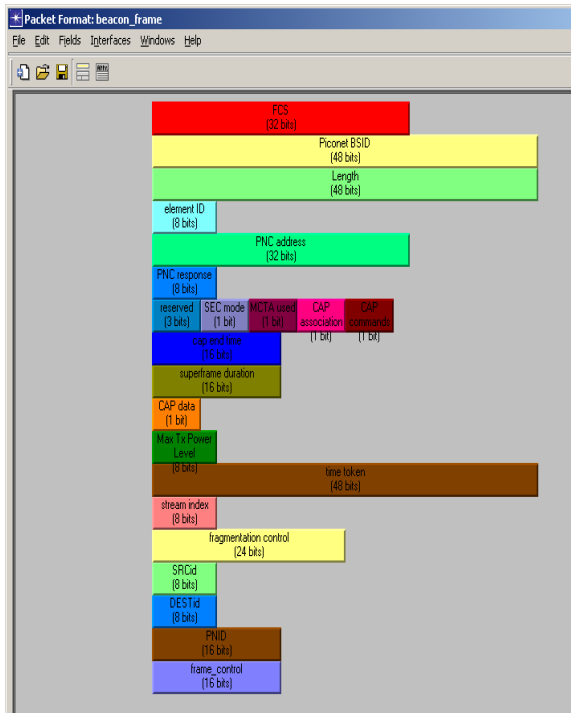 Packet Format: beacon_frame
File Edit Fields Interfaces Windows Help
FCS
(32 bits)
Piconet BSID
(48 bits)
Length
(48 bits)
element ID
(8 bits)
PNC address
(32 bits)
PNC response
(8 bits)
reserved
(3 bits)
SEC mode
(1 bit)
MCTA used
(1 bit)
CAP
association
(1 bit)
CAP
commands
(1 bit)
cap end time
(16 bits)
superframe duration
(16 bits)
CAP data
(1 bit)
Max Tx Power
Level
(8 bits)
time token
(48 bits)
stream index
(8 bits)
fragmentation control
(24 bits)
SRCid
(8 bits)
DESTid
(8 bits)
PNID
(16 bits)
frame_control
(16 bits)